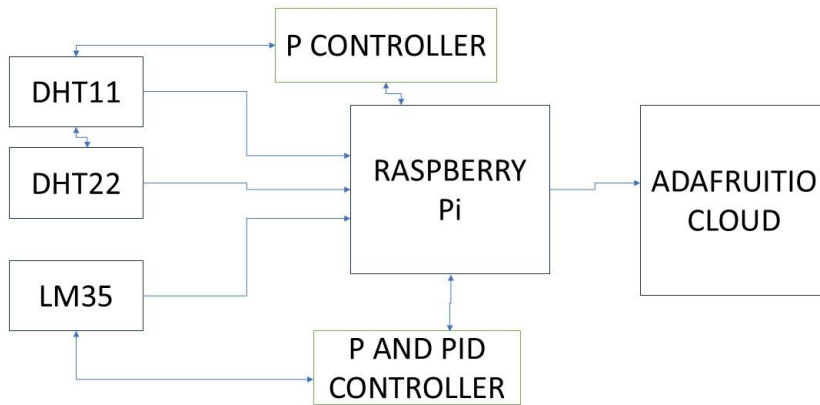 P CONTROLLER
DHT11
DHT22
LM35
RASPBERRY
Pi
ADAFRUITIO
CLOUD
P AND PID
CONTROLLER